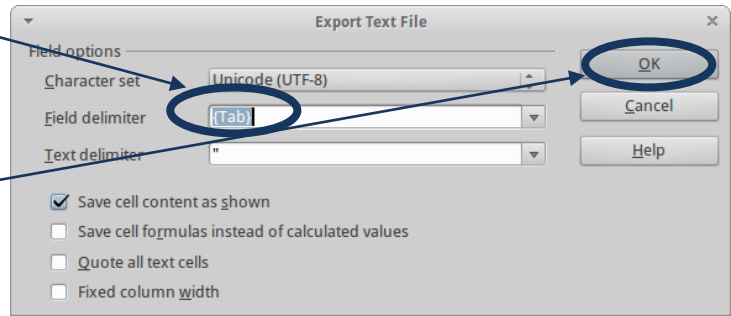 Export Text File
Field options
Character set
Unicode (UTF-8)
Field delimiter
{Tab}
Text delimiter
"
Save cell content as shown
Save cell formulas instead of calculated values
Quote all text cells
Fixed column width
OK
Cancel
Help